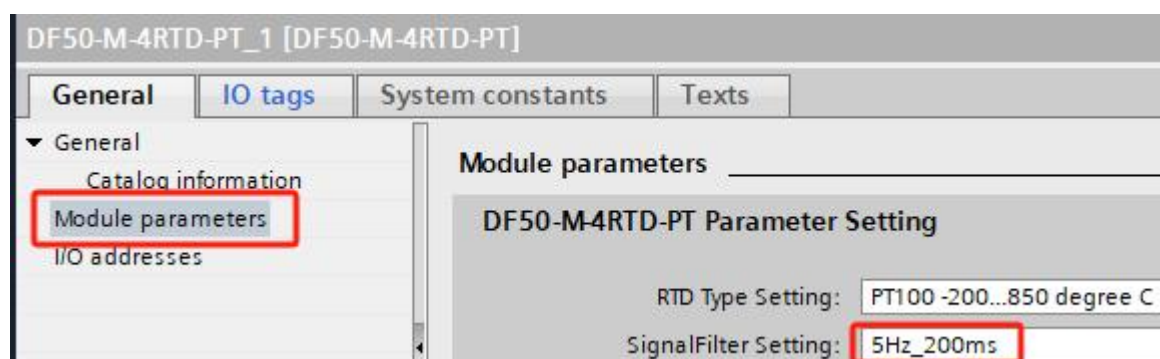 DF50-M-4RTD-PT_1 [DF50-M-4RTD-PT]
General IO tags System constants Texts
General
Catalog information
Module parameters
I/O addresses
Module parameters
DF50-M-4RTD-PT Parameter Setting
RTD Type Setting: PT100 -200...850 degree C
SignalFilter Setting: 5Hz_200ms